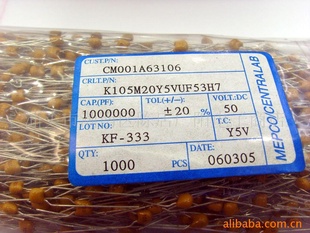 CUST.P/N:
CM001A63106
CRLT.P/N:
K105M20Y5VUF53H7
CAP.(PF): TOL(+/-): VOLT.:DC
1000000 ±20 % 50
LOT NO: T.C:
KF-333 Y5V
QTY: DATE:
1000 PCS 060305
MEPCO/CENTRALAB
alibaba.com.cn